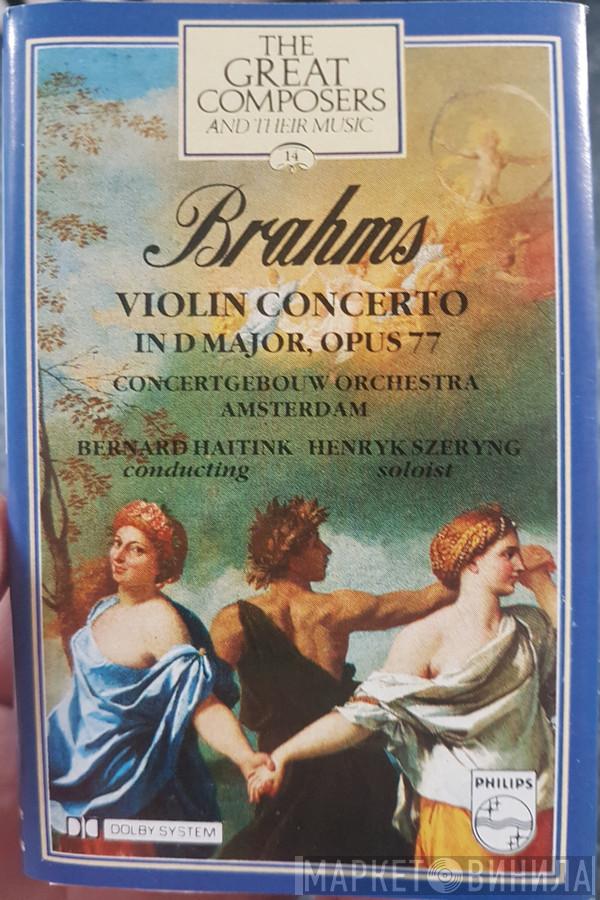 THE
GREAT
COMPOSERS
AND THEIR MUSIC
14
Brahms
VIOLIN CONCERTO
IN D MAJOR, OPUS 77
CONCERTGEBOUW ORCHESTRA
AMSTERDAM
BERNARD HAITINK HENRYK SZERYNG
conducting soloist
PHILIPS
DOLBY SYSTEM
МАРКЕТ ВИНИЛА